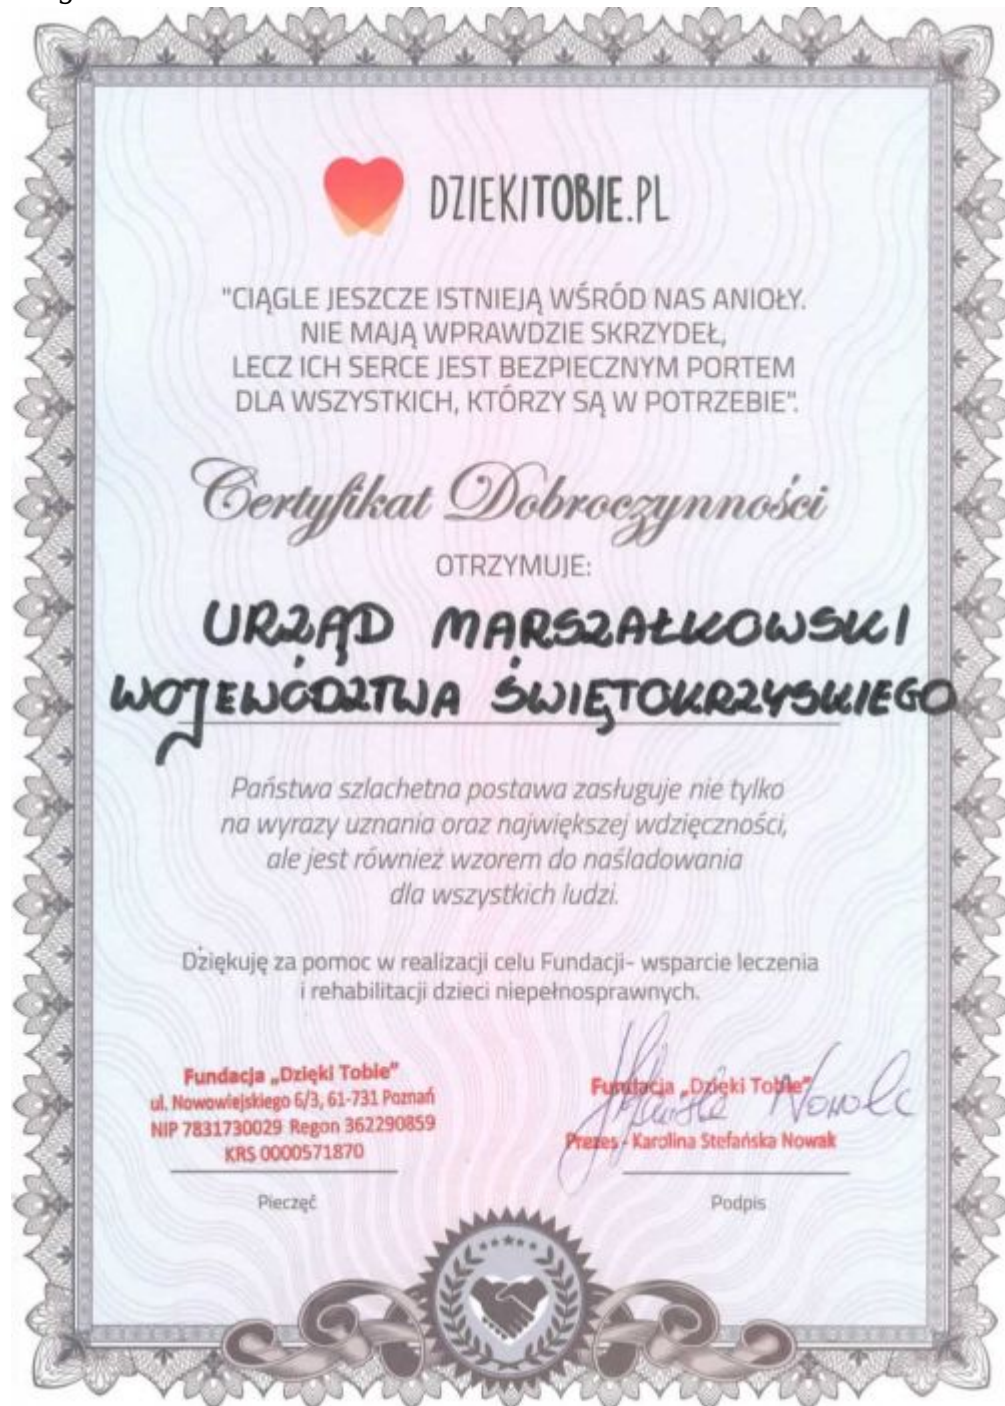 DZIEKITOBIE.PL
"CIĄGLE JESZCZE ISTNIEJĄ WŚRÓD NAS ANIOŁY.
NIE MAJĄ WPRAWDZIE SKRZYDEŁ,
LECZ ICH SERCE JEST BEZPIECZNYM PORTEM
DLA WSZYSTKICH, KTÓRZY SĄ W POTRZEBIE".
Certyfikat Dobroczynności
OTRZYMUJE:
URZĄD MARSZAŁKOWSKI
WOJEWÓDZTWA ŚWIĘTOKRZYSKIEGO
Państwa szlachetna postawa zasługuje nie tylko
na wyrazy uznania oraz największej wdzięczności,
ale jest również wzorem do naśladowania
dla wszystkich ludzi.
Dziękuję za pomoc w realizacji celu Fundacji- wsparcie leczenia
i rehabilitacji dzieci niepełnosprawnych.
Fundacja „Dzięki Tobie"
ul. Nowowiejskiego 6/3, 61-731 Poznań
NIP 7831730029 Regon 362290859
KRS 0000571870
Pieczęć
Fundacja „Dzięki Tobie"
Prezes - Karolina Stefańska Nowak
Podpis